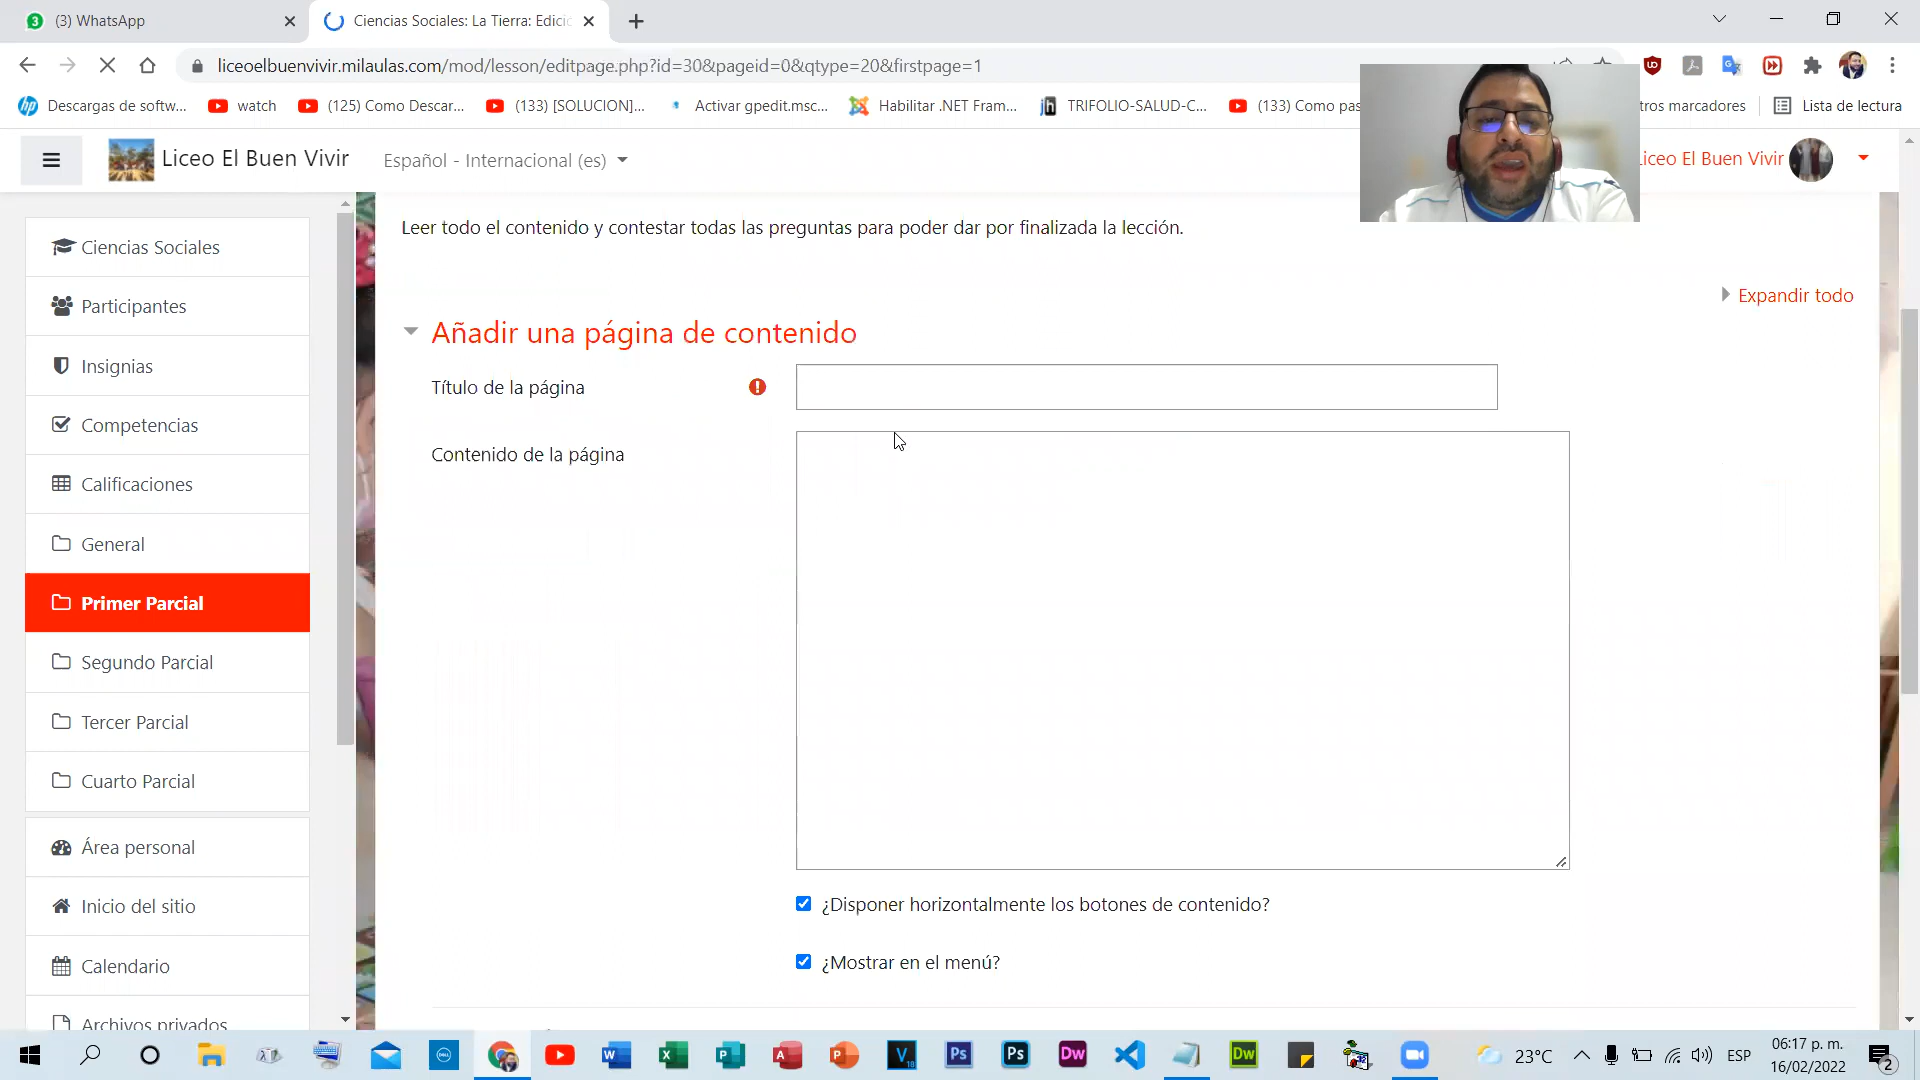 (3) WhatsApp
Ciencias Sociales: La Tierra: Edició
liceoelbuenvivir.milaulas.com/mod/lesson/editpage.php?id=30&pageid=0&qtype=20&firstpage=1
Descargas de softw...
watch
(125) Como Descar...
(133) [SOLUCION]...
Activar gpedit.msc...
Habilitar .NET Fram...
TRIFOLIO-SALUD-C...
(133) Como pas
tros marcadores
Lista de lectura
Liceo El Buen Vivir
Español - Internacional (es)
iceo El Buen Vivir
Ciencias Sociales
Participantes
Insignias
Competencias
Calificaciones
General
Primer Parcial
Segundo Parcial
Tercer Parcial
Cuarto Parcial
Área personal
Inicio del sitio
Calendario
Archivos privados
Leer todo el contenido y contestar todas las preguntas para poder dar por finalizada la lección.
Expandir todo
Añadir una página de contenido
Título de la página
Contenido de la página
¿Disponer horizontalmente los botones de contenido?
¿Mostrar en el menú?
23°C
ESP
06:17 p. m.
16/02/2022
2